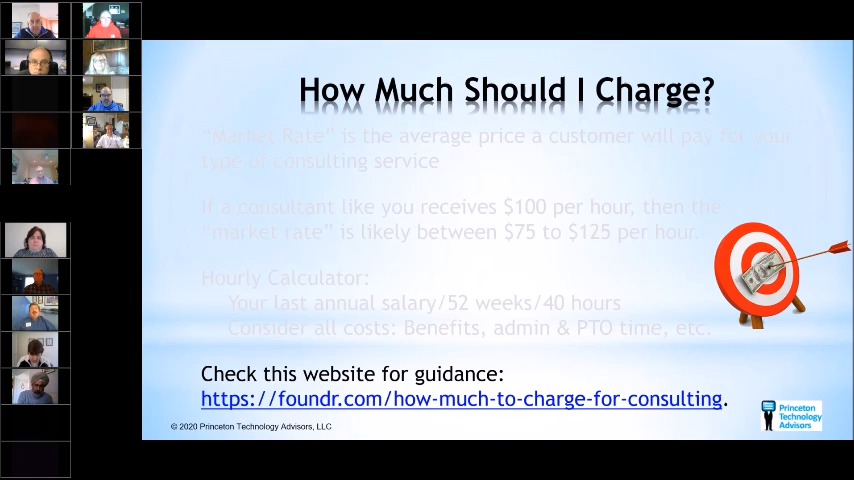 How Much Should I Charge?
“Market Rate” is the average price a customer will pay for your
type of consulting service
If a consultant like you receives $100 per hour, then the
“market rate” is likely between $75 to $125 per hour.
Hourly Calculator:
Your last annual salary/52 weeks/40 hours
Consider all costs: Benefits, admin & PTO time, etc.
Check this website for guidance:
https://foundr.com/how-much-to-charge-for-consulting.
© 2020 Princeton Technology Advisors, LLC
Princeton
Technology
Advisors